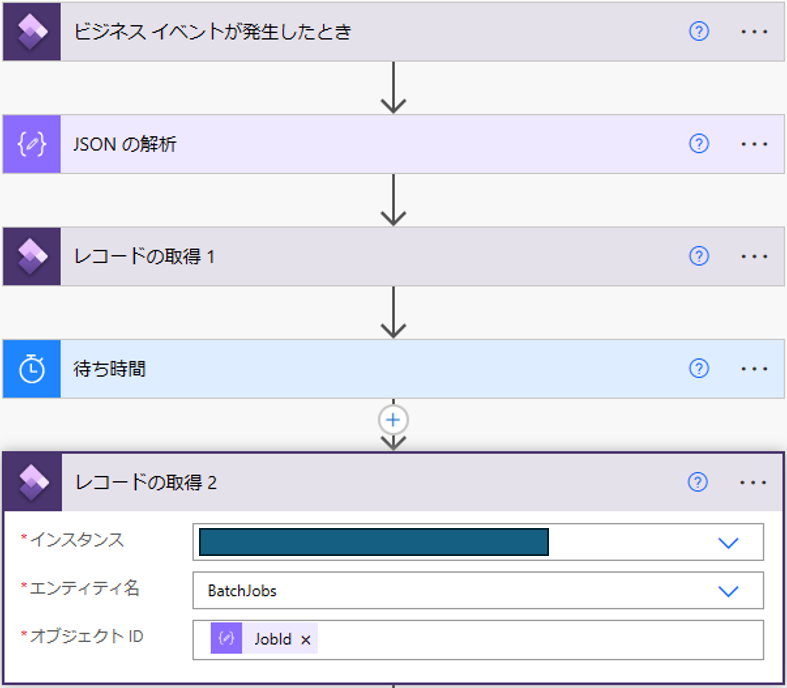 ビジネス イベントが発生したとき
JSON の解析
レコードの取得 1
待ち時間
レコードの取得 2
*インスタンス
*エンティティ名 BatchJobs
*オブジェクト ID JobId ×